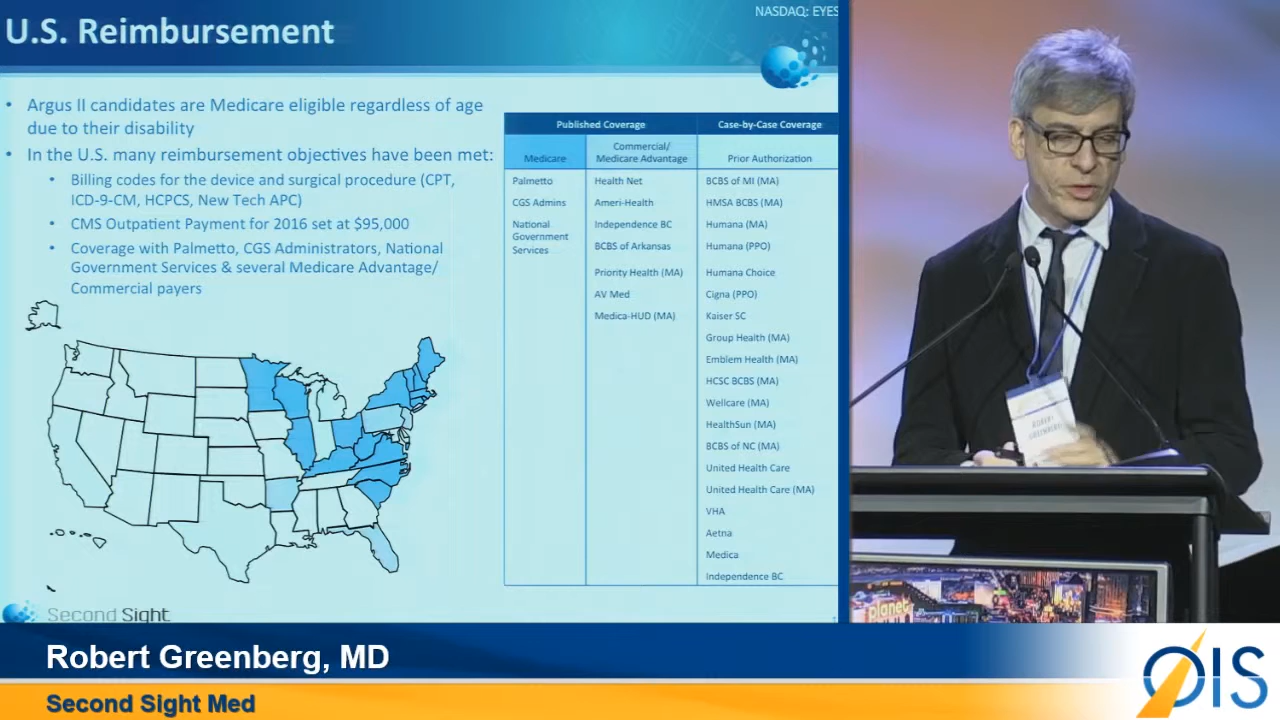 U.S. Reimbursement
NASDAQ: EYES
• Argus II candidates are Medicare eligible regardless of age
due to their disability
• In the U.S. many reimbursement objectives have been met:
• Billing codes for the device and surgical procedure (CPT,
ICD-9-CM, HCPCS, New Tech APC)
• CMS Outpatient Payment for 2016 set at $95,000
• Coverage with Palmetto, CGS Administrators, National
Government Services & several Medicare Advantage/
Commercial payers
Published Coverage
Case-by-Case Coverage
Medicare
Commercial/
Medicare Advantage
Prior Authorization
Palmetto
Health Net
BCBS of MI (MA)
CGS Admins
Ameri-Health
HMSA BCBS (MA)
National
Government
Services
Independence BC
Humana (MA)
BCBS of Arkansas
Humana (PPO)
Priority Health (MA)
Humana Choice
AV Med
Cigna (PPO)
Medica-HUD (MA)
Kaiser SC
Group Health (MA)
Emblem Health (MA)
HCSC BCBS (MA)
Wellcare (MA)
HealthSun (MA)
BCBS of NC (MA)
United Health Care
United Health Care (MA)
VHA
Aetna
Medica
Independence BC
Second Sight
ROBERT
GREENBERG
planet
Robert Greenberg, MD
Second Sight Med
OIS